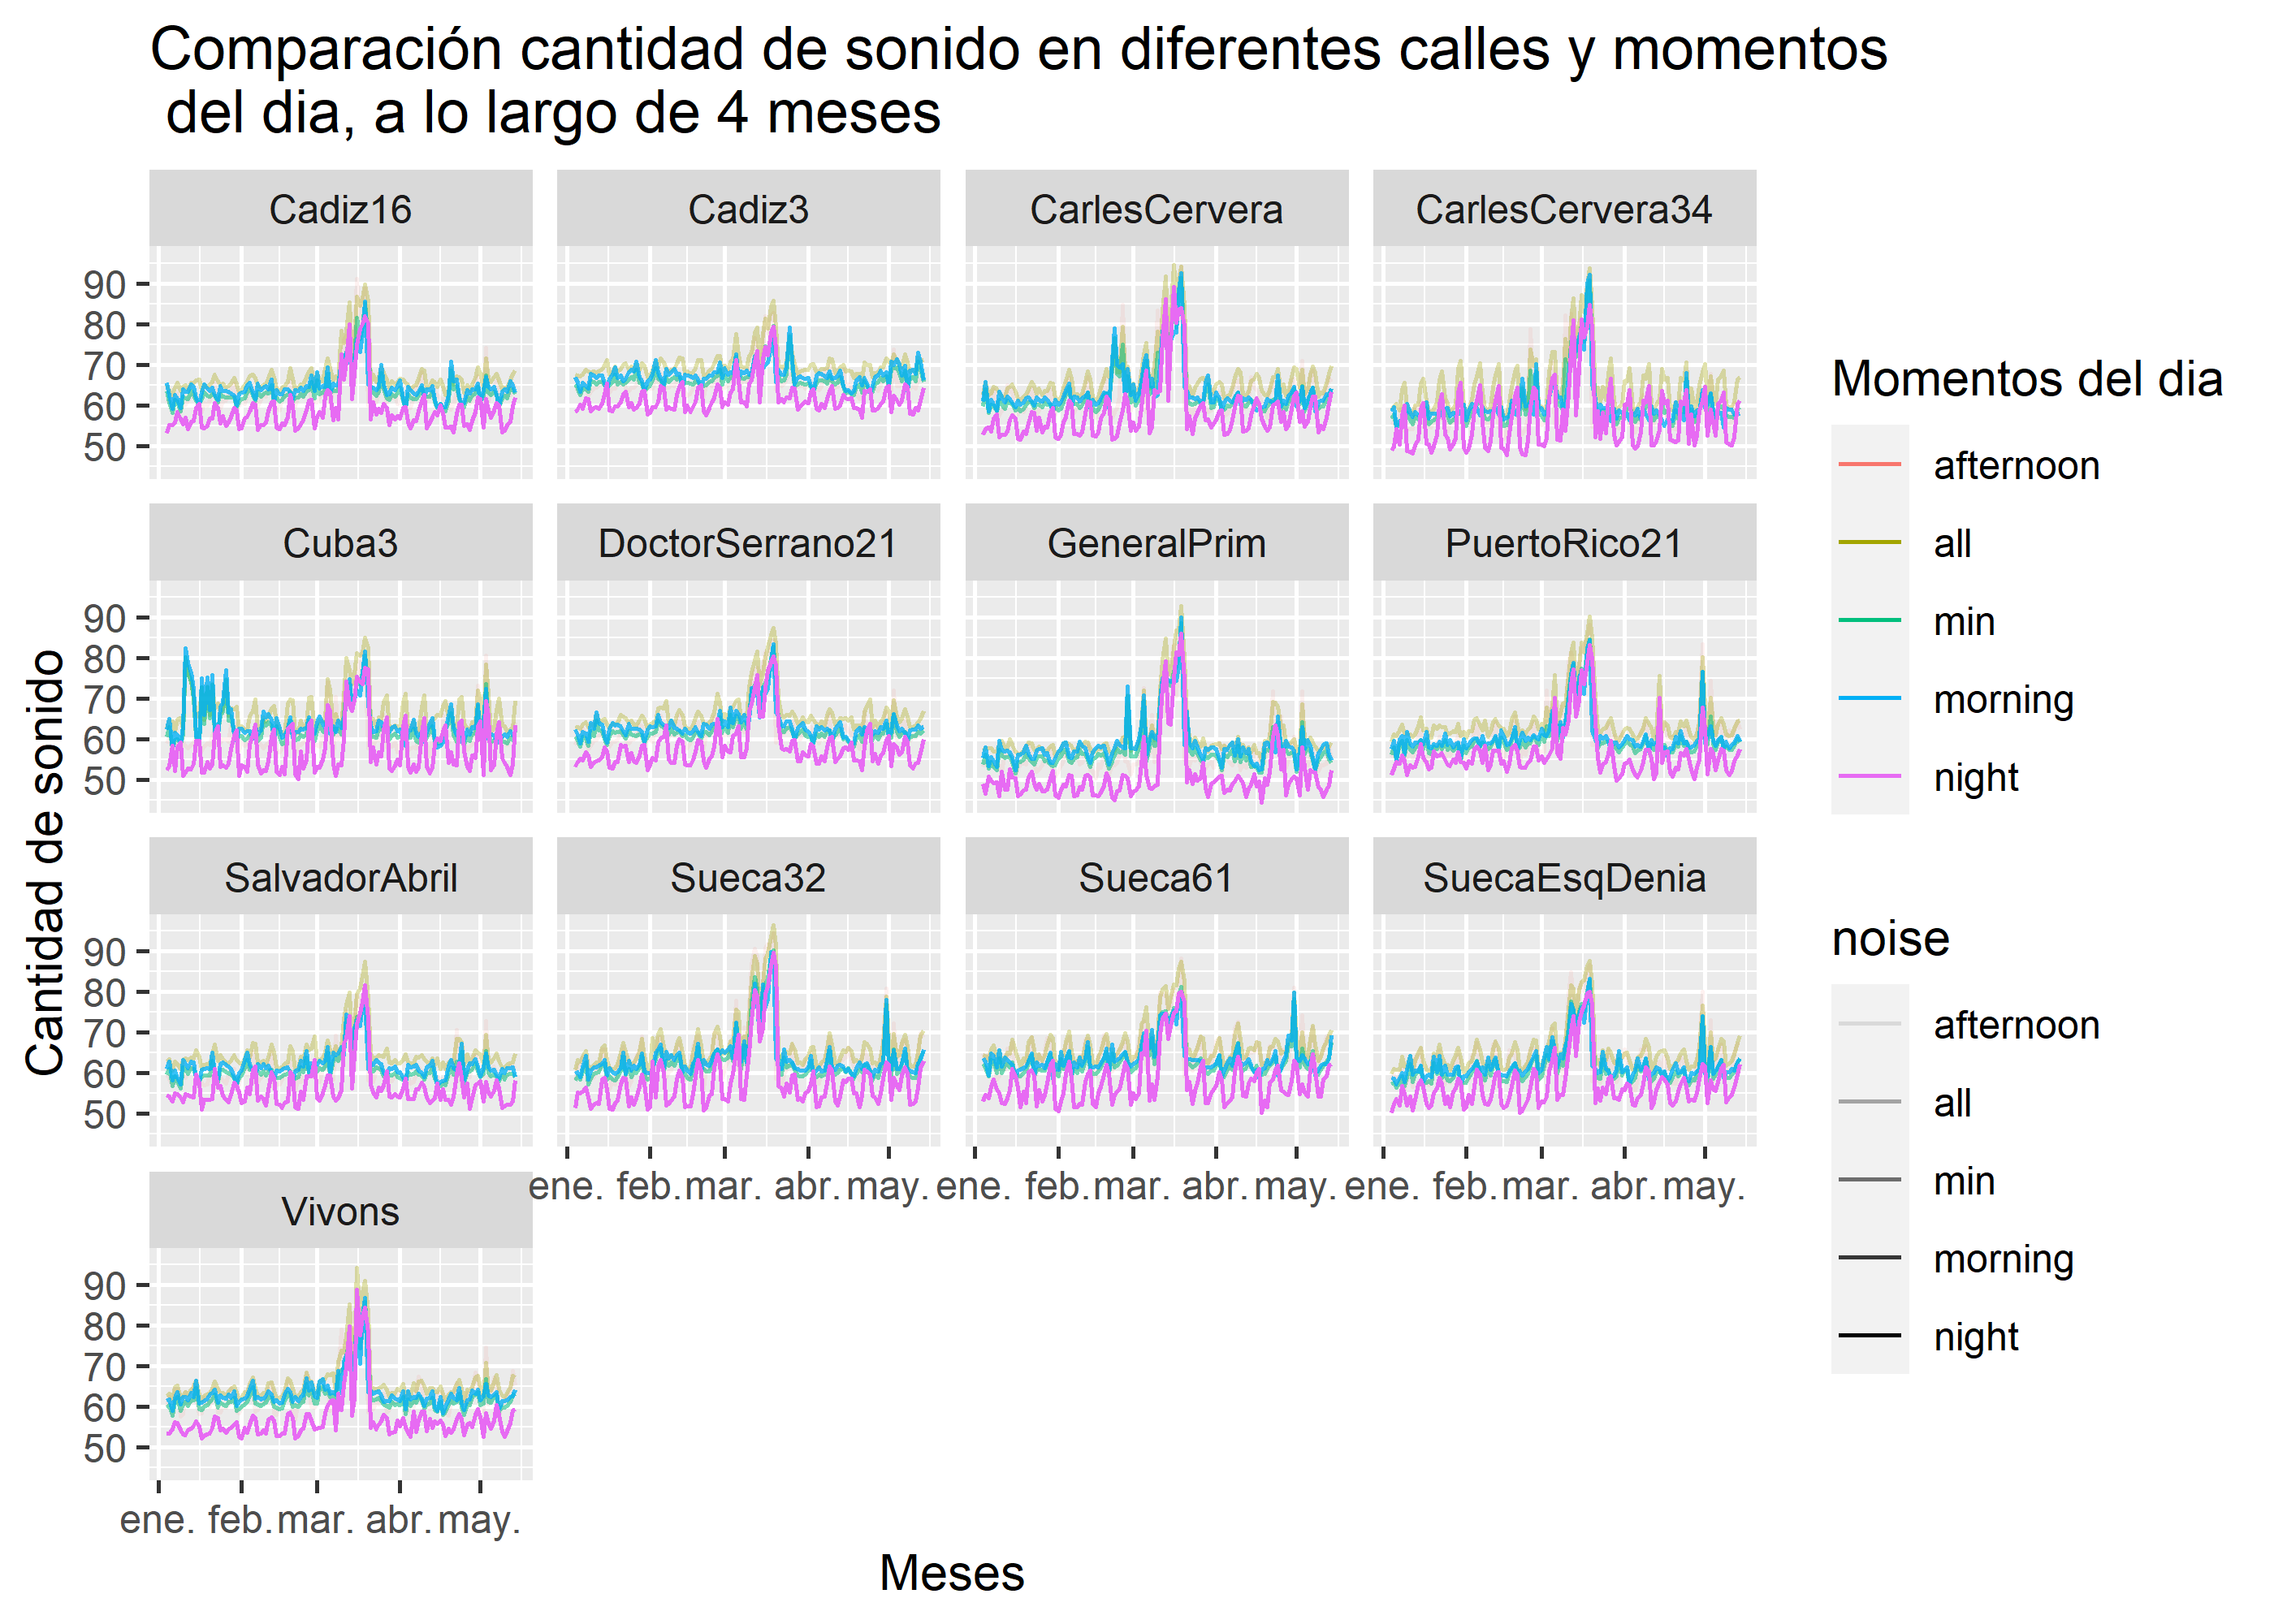 Comparación cantidad de sonido en diferentes calles y momentos
del dia, a lo largo de 4 meses
Cadiz16
Cadiz3
CarlesCervera
CarlesCervera34
90
80
70
60
50
Cuba3
DoctorSerrano21
GeneralPrim
PuertoRico21
90
80
70
60
50
SalvadorAbril
Sueca32
Sueca61
SuecaEsqDenia
90
80
70
60
50
ene. feb. mar. abr. may. ene. feb. mar. abr. may. ene. feb. mar. abr. may.
Vivons
90
80
70
60
50
ene. feb. mar. abr. may.
Meses
Cantidad de sonido
Momentos del dia
afternoon
all
min
morning
night
noise
afternoon
all
min
morning
night